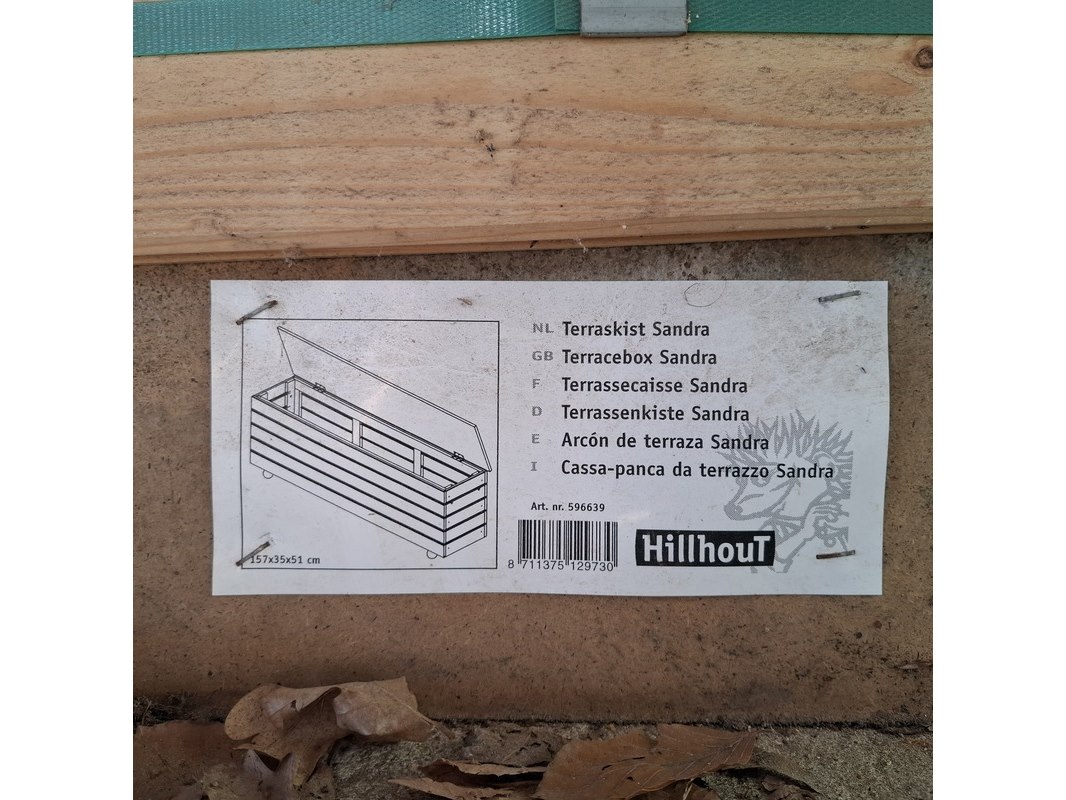 NL Terraskist Sandra
GB Terracebox Sandra
F Terrassecaisse Sandra
D Terrassenkiste Sandra
E Arcón de terraza Sandra
I Cassa-panca da terrazzo Sandra
Art. nr. 596639
8 711375 129730
HillhouT
157x35x51 cm